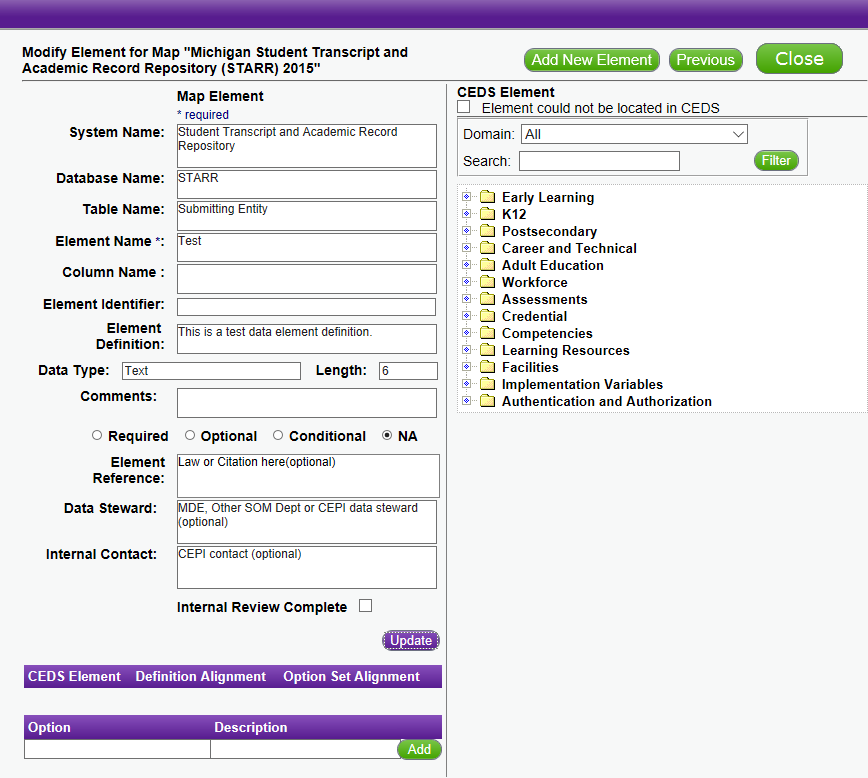 Modify Element for Map "Michigan Student Transcript and
Academic Record Repository (STARR) 2015"
Add New Element
Previous
Close
Map Element
* required
System Name:
Student Transcript and Academic Record
Repository
Database Name:
STARR
Table Name:
Submitting Entity
Element Name *:
Test
Column Name :
Element Identifier:
Element
Definition:
This is a test data element definition.
Data Type:
Text
Length:
6
Comments:
Required
Optional
Conditional
NA
Element
Reference:
Law or Citation here(optional)
Data Steward:
MDE, Other SOM Dept or CEPI data steward
(optional)
Internal Contact:
CEPI contact (optional)
Internal Review Complete
Update
CEDS Element Definition Alignment Option Set Alignment
Option Description
Add
CEDS Element
Element could not be located in CEDS
Domain:
All
Search:
Filter
Early Learning
K12
Postsecondary
Career and Technical
Adult Education
Workforce
Assessments
Credential
Competencies
Learning Resources
Facilities
Implementation Variables
Authentication and Authorization